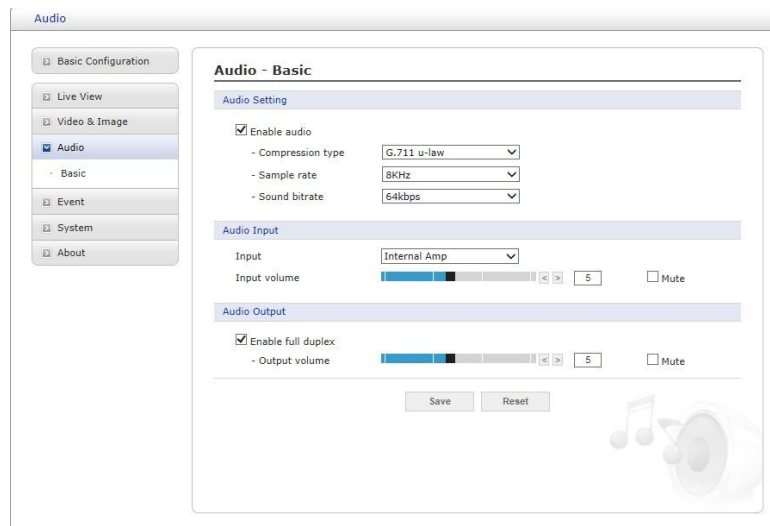 Audio
Basic Configuration
Live View
Video & Image
Audio
Basic
Event
System
About
Audio - Basic
Audio Setting
Enable audio
- Compression type G.711 u-law
- Sample rate 8KHz
- Sound bitrate 64kbps
Audio Input
Input Internal Amp
Input volume < > 5 Mute
Audio Output
Enable full duplex
- Output volume < > 5 Mute
Save Reset